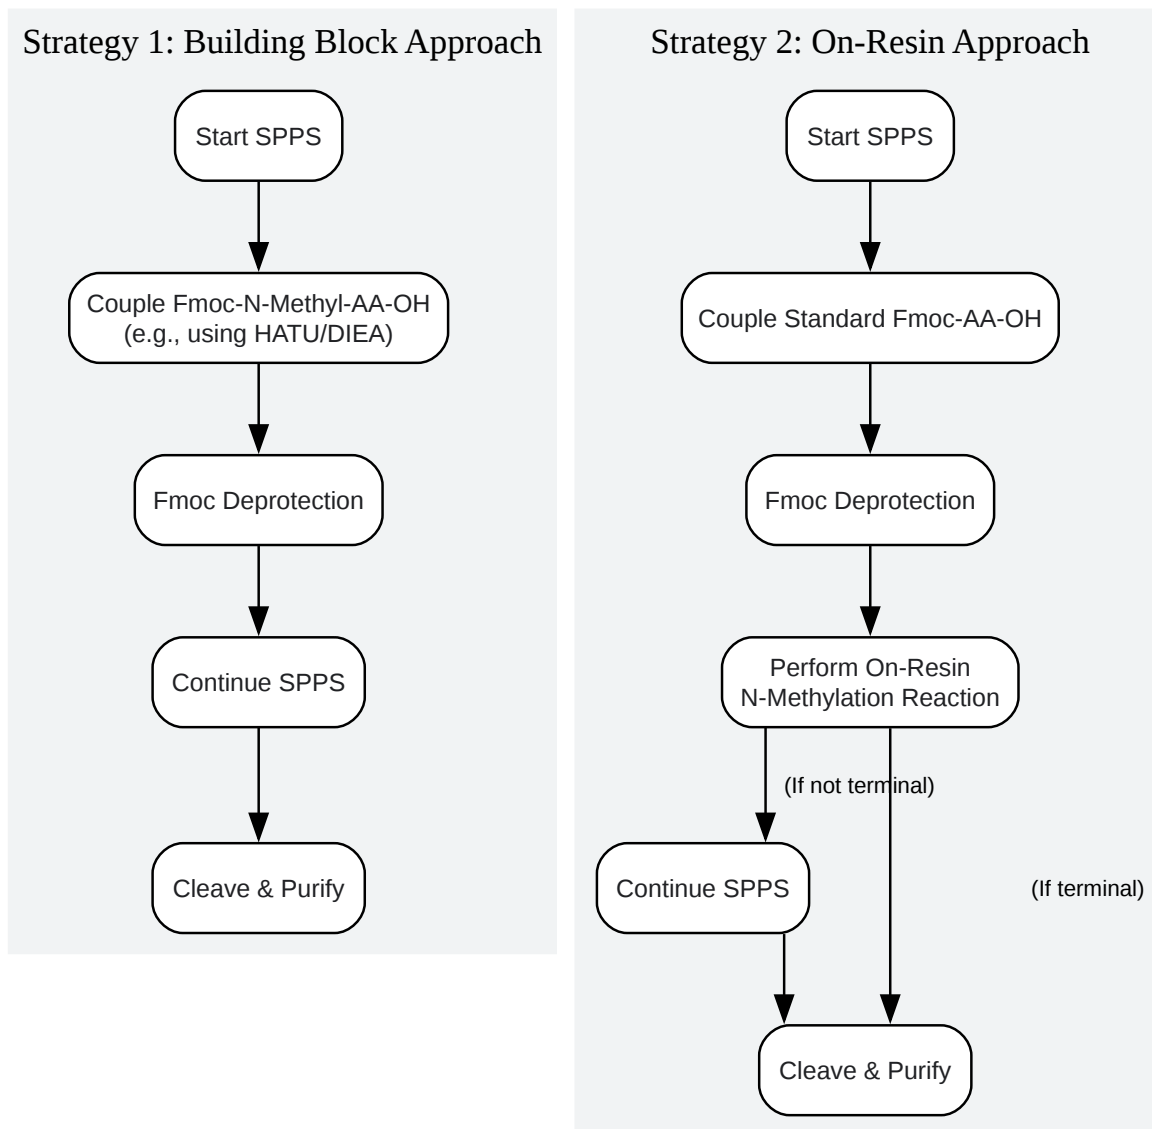 Strategy 1: Building Block Approach
Start SPPS
Couple Fmoc-N-Methyl-AA-OH
(e.g., using HATU/DIEA)
Fmoc Deprotection
Continue SPPS
Cleave & Purify
Strategy 2: On-Resin Approach
Start SPPS
Couple Standard Fmoc-AA-OH
Fmoc Deprotection
Perform On-Resin
N-Methylation Reaction
(If not terminal)
Continue SPPS
(If terminal)
Cleave & Purify